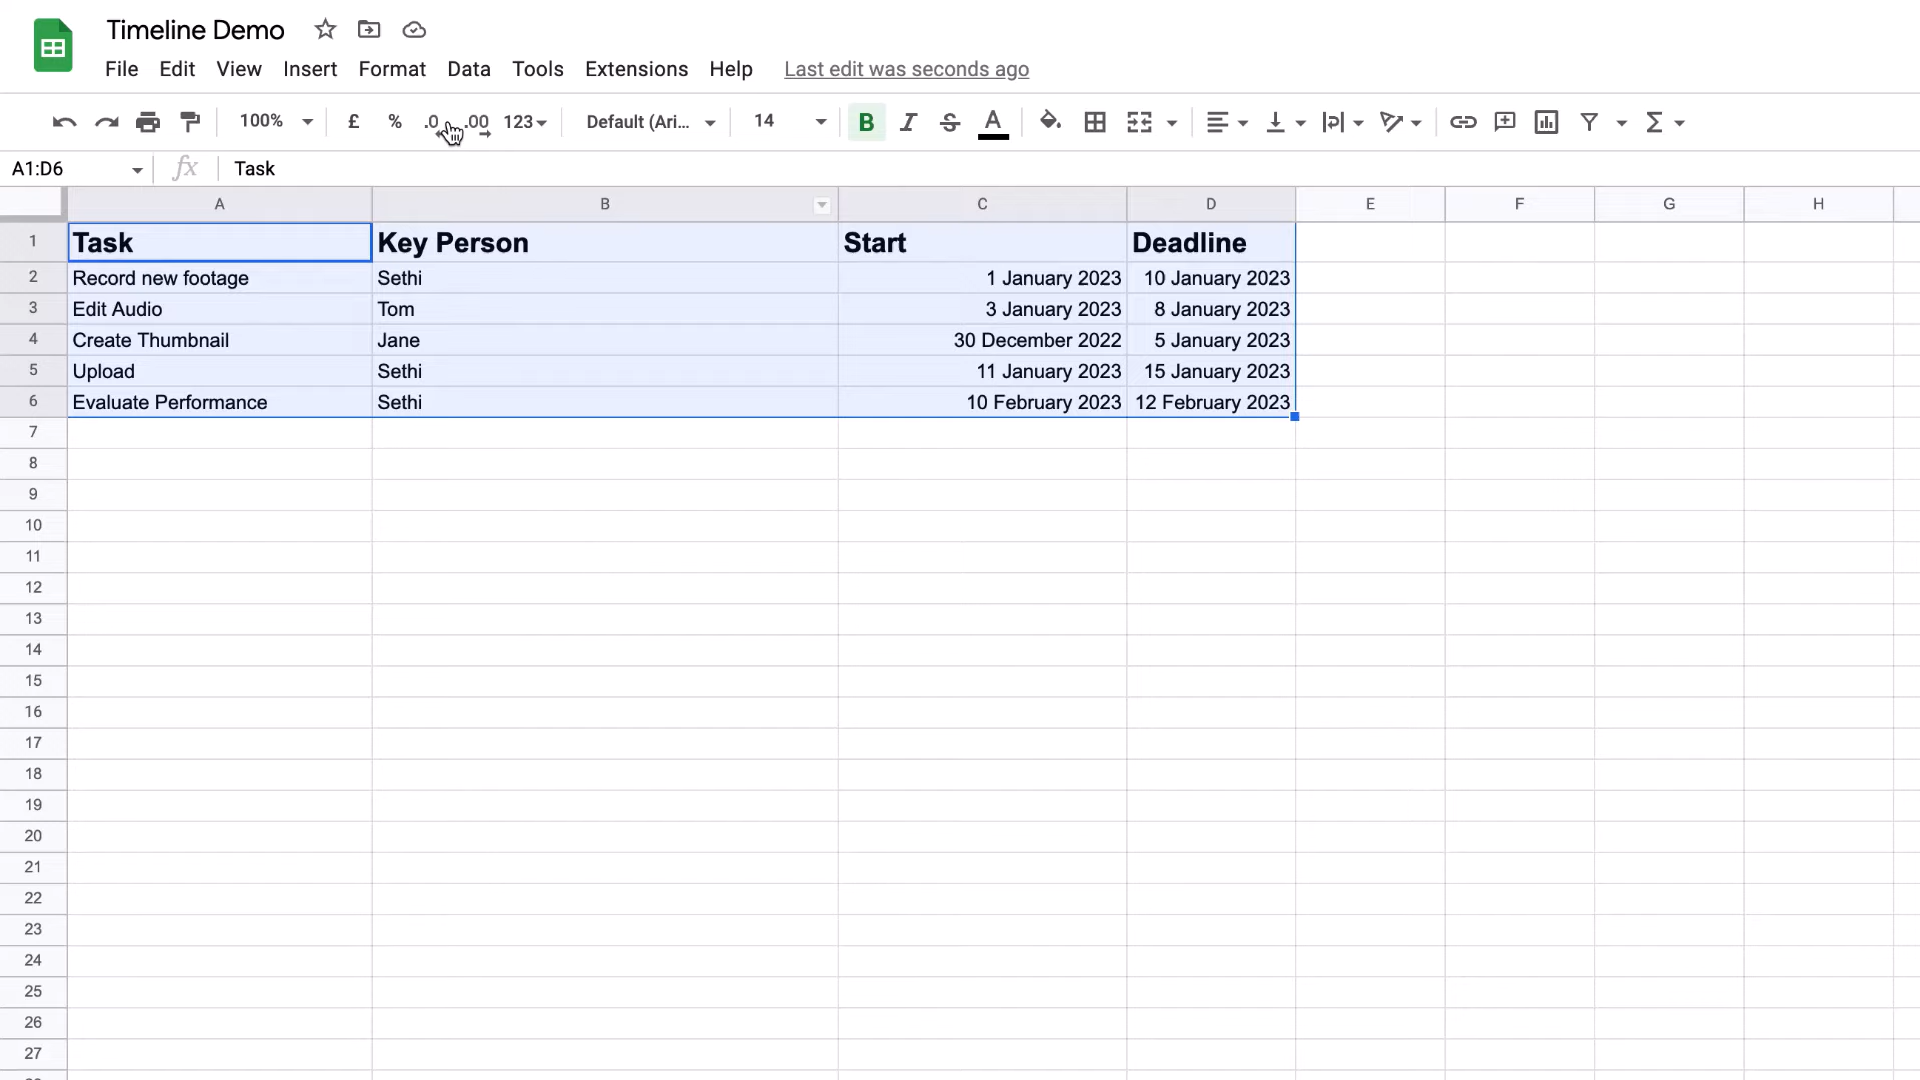 Timeline Demo
File Edit View Insert Format Data Tools Extensions Help Last edit was seconds ago
100% £ % .0 .00 123 Default (Ari... 14 B I S A Σ
A1:D6 fx Task
A B C D E F G H
1 Task Key Person Start Deadline
2 Record new footage Sethi 1 January 2023 10 January 2023
3 Edit Audio Tom 3 January 2023 8 January 2023
4 Create Thumbnail Jane 30 December 2022 5 January 2023
5 Upload Sethi 11 January 2023 15 January 2023
6 Evaluate Performance Sethi 10 February 2023 12 February 2023
7
8
9
10
11
12
13
14
15
16
17
18
19
20
21
22
23
24
25
26
27